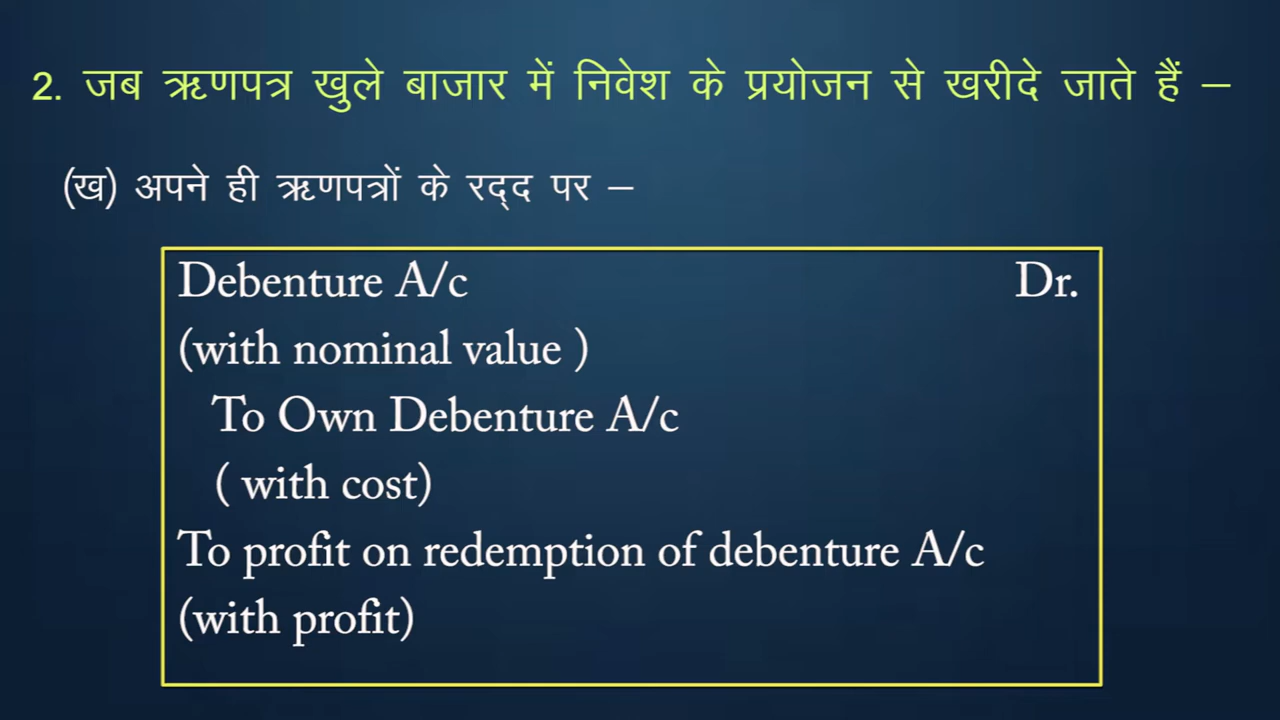 2. जब ऋणपत्र खुले बाजार में निवेश के प्रयोजन से खरीदे जाते हैं –
(ख) अपने ही ऋणपत्रों के रद्‌द पर –
Debenture A/c Dr.
(with nominal value )
To Own Debenture A/c
( with cost)
To profit on redemption of debenture A/c
(with profit)